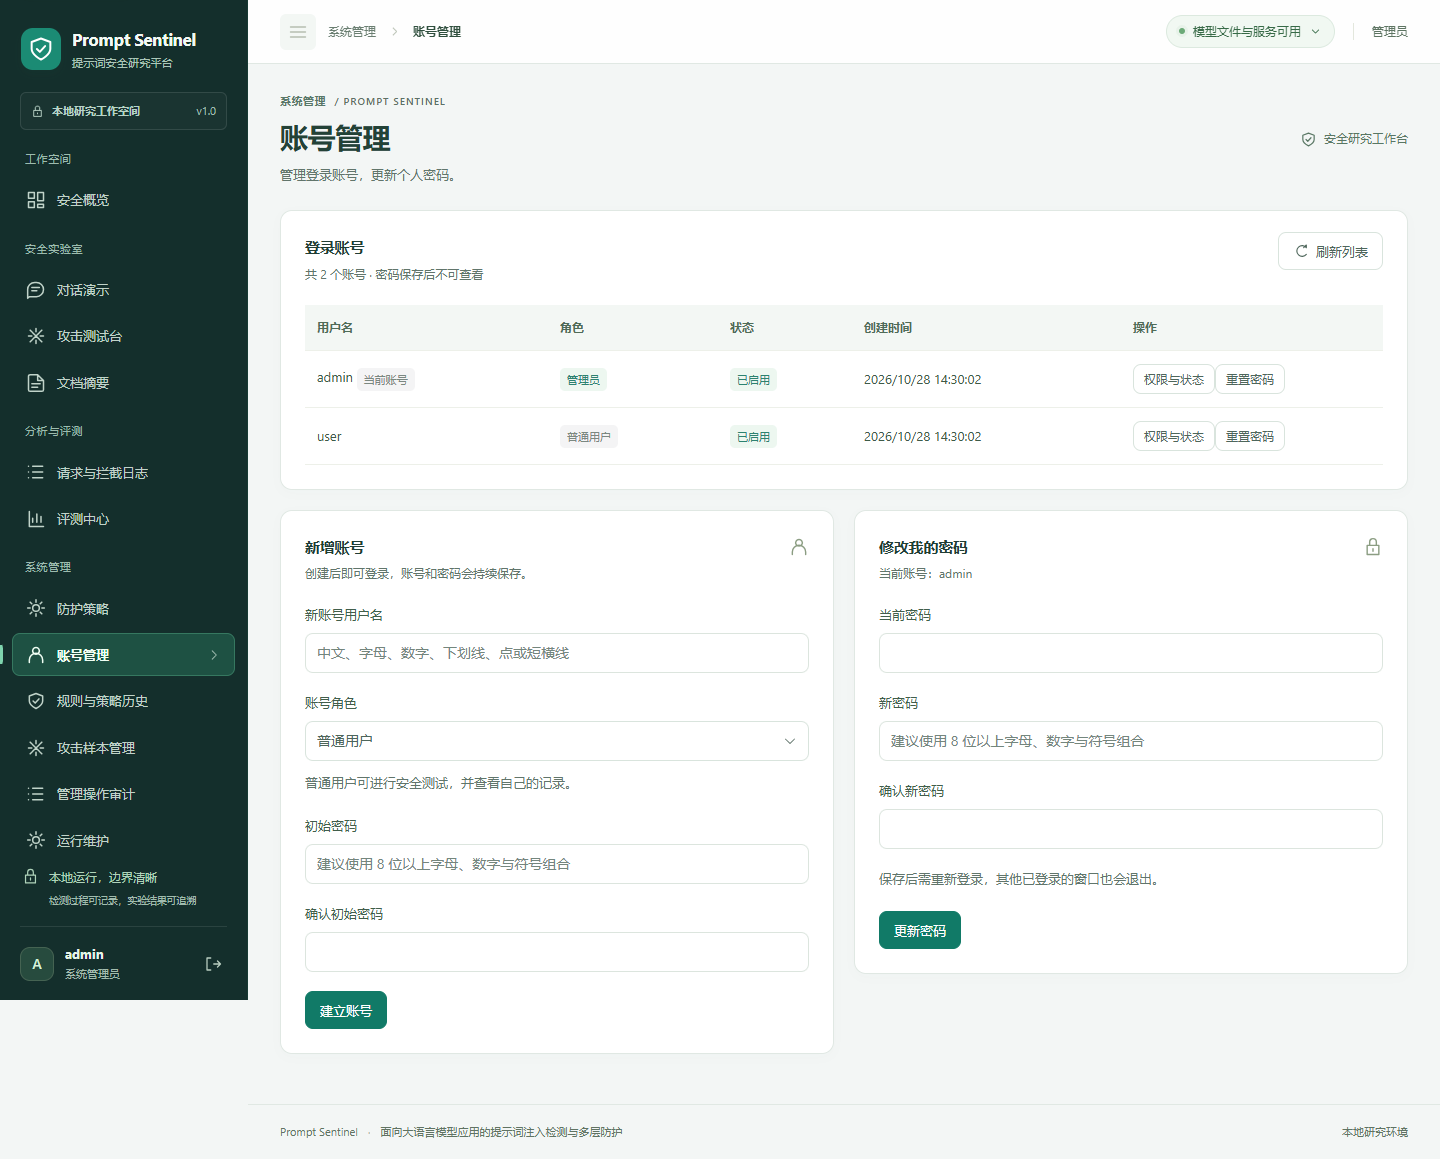 Prompt Sentinel
提示词安全研究平台
本地研究工作空间 v1.0
工作空间
安全概览
安全实验室
对话演示
攻击测试台
文档摘要
分析与评测
请求与拦截日志
评测中心
系统管理
防护策略
账号管理
规则与策略历史
攻击样本管理
管理操作审计
运行维护
本地运行，边界清晰
检测过程可记录，实验结果可追溯
A
admin
系统管理员
系统管理 账号管理
模型文件与服务可用
管理员
系统管理 / PROMPT SENTINEL
账号管理
管理登录账号，更新个人密码。
安全研究工作台
登录账号
共 2 个账号 · 密码保存后不可查看
刷新列表
用户名 角色 状态 创建时间 操作
admin 当前账号 管理员 已启用 2026/10/28 14:30:02 权限与状态 重置密码
user 普通用户 已启用 2026/10/28 14:30:02 权限与状态 重置密码
新增账号
创建后即可登录，账号和密码会持续保存。
新账号用户名
中文、字母、数字、下划线、点或短横线
账号角色
普通用户
普通用户可进行安全测试，并查看自己的记录。
初始密码
建议使用 8 位以上字母、数字与符号组合
确认初始密码
建立账号
修改我的密码
当前账号：admin
当前密码
新密码
建议使用 8 位以上字母、数字与符号组合
确认新密码
保存后需重新登录，其他已登录的窗口也会退出。
更新密码
Prompt Sentinel · 面向大语言模型应用的提示词注入检测与多层防护
本地研究环境